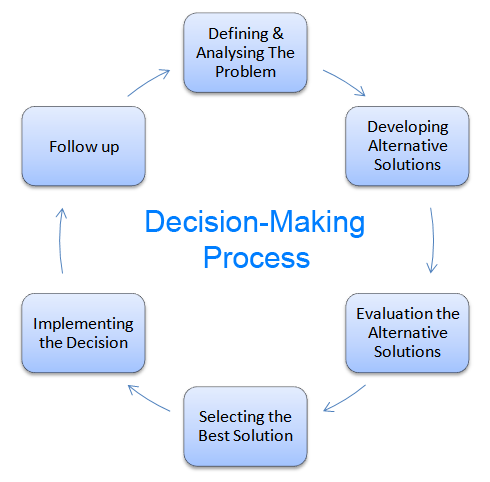 Defining &
Analysing The
Problem
Developing
Alternative
Solutions
Evaluation the
Alternative
Solutions
Selecting the
Best Solution
Implementing
the Decision
Follow up
Decision-Making
Process